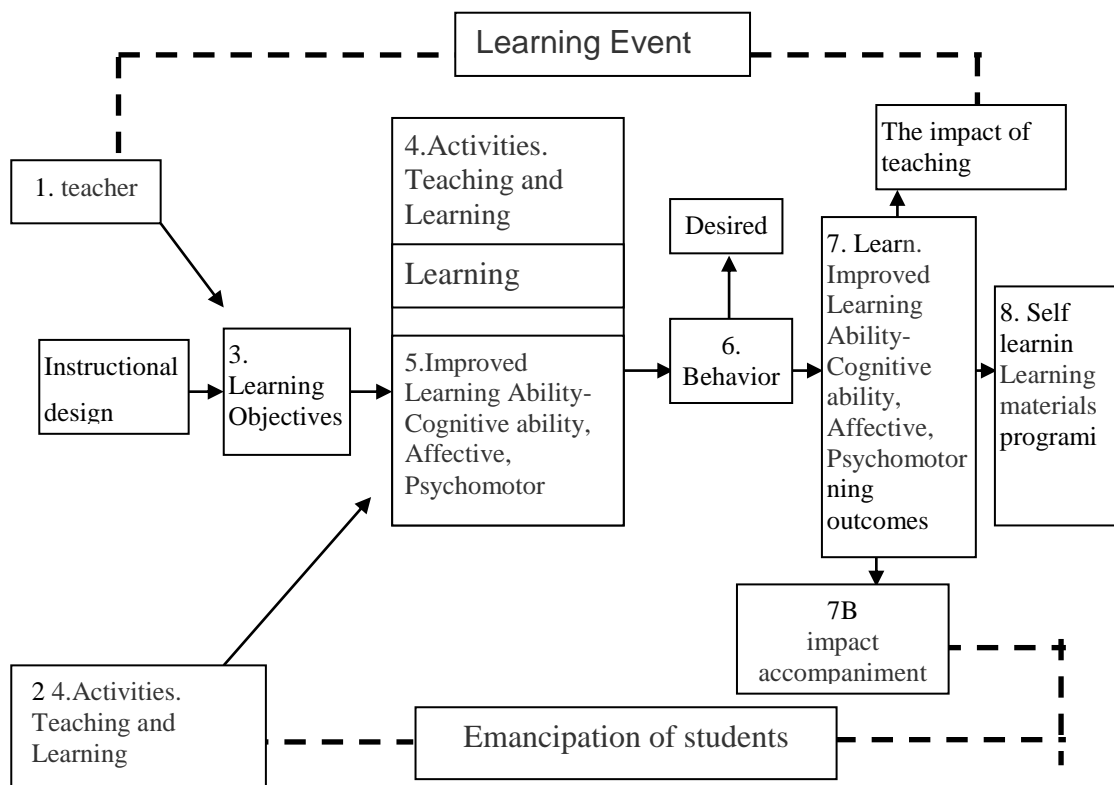 Learning Event
The impact of
teaching
1. teacher
4.Activities.
Teaching and
Learning
Learning
5.Improved
Learning Ability-
Cognitive ability,
Affective,
Psychomotor
Desired
7. Learn.
Improved
Learning
Ability-
Cognitive
ability,
Affective,
Psychomotor
ning
outcomes
8. Self
learnin
Learning
materials
programi
Instructional
design
3.
Learning
Objectives
6.
Behavior
7B
impact
accompaniment
2 4.Activities.
Teaching and
Learning
Emancipation of students